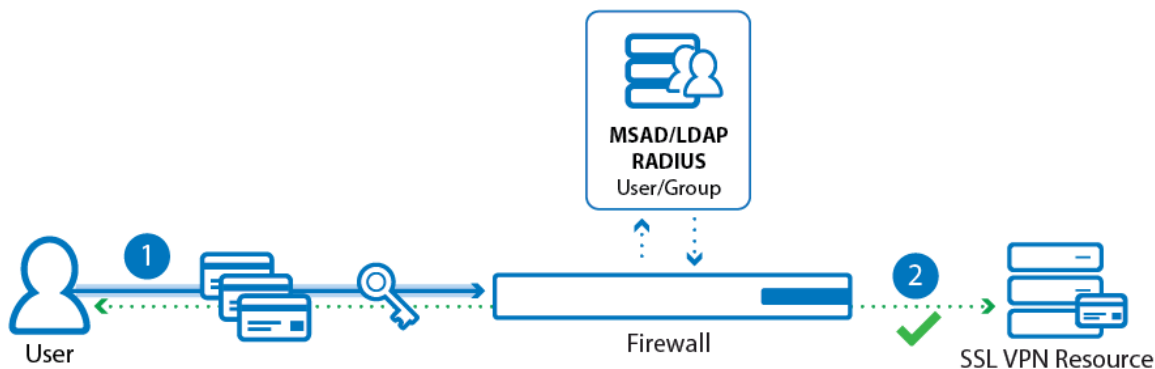 MSAD/LDAP
RADIUS
User/Group
1
2
User
Firewall
SSL VPN Resource